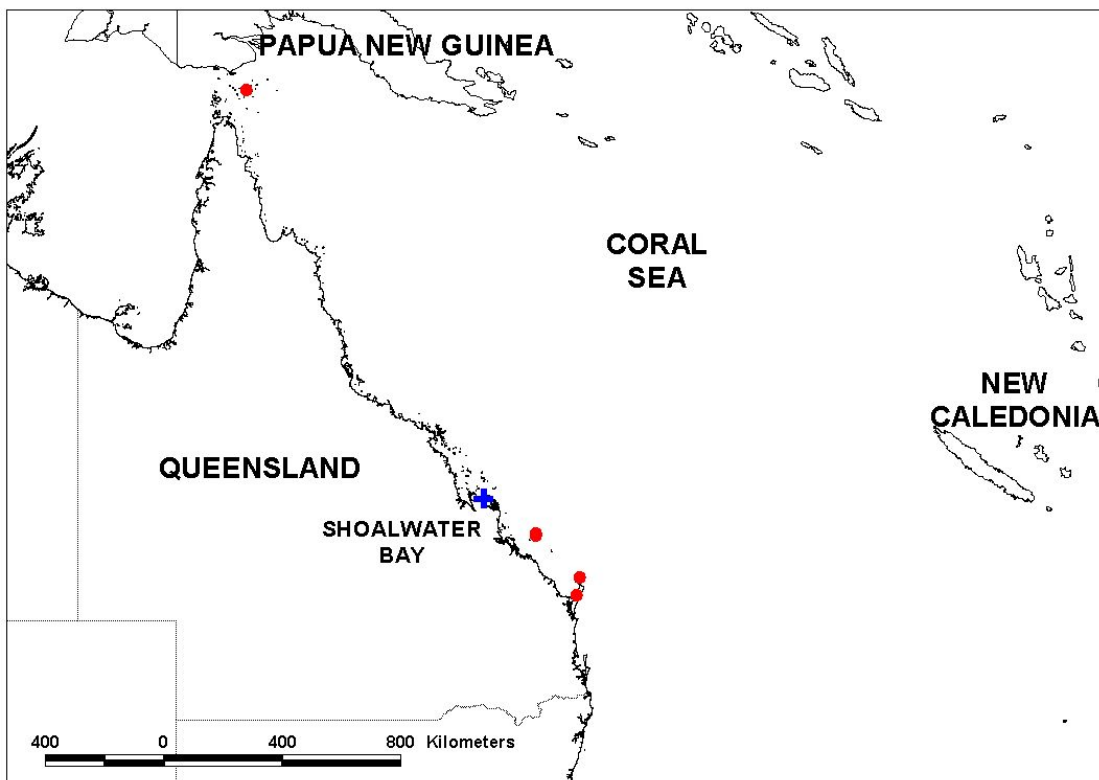 PAPUA NEW GUINEA
CORAL
SEA
NEW
CALEDONIA
QUEENSLAND
SHOALWATER
BAY
400 0 400 800 Kilometers